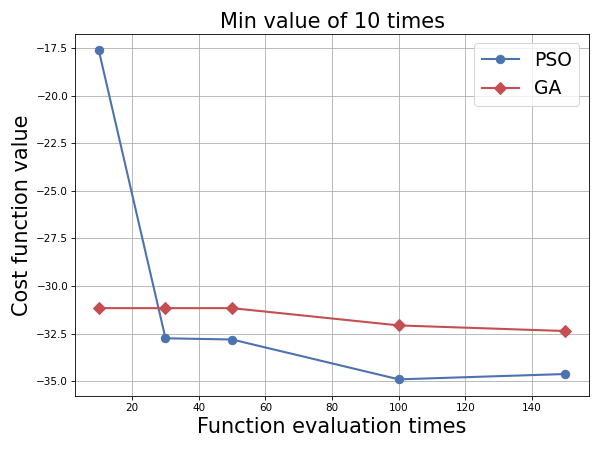 Min value of 10 times
PSO
GA
Cost function value
−17.5
−20.0
−22.5
−25.0
−27.5
−30.0
−32.5
−35.0
20 40 60 80 100 120 140
Function evaluation times